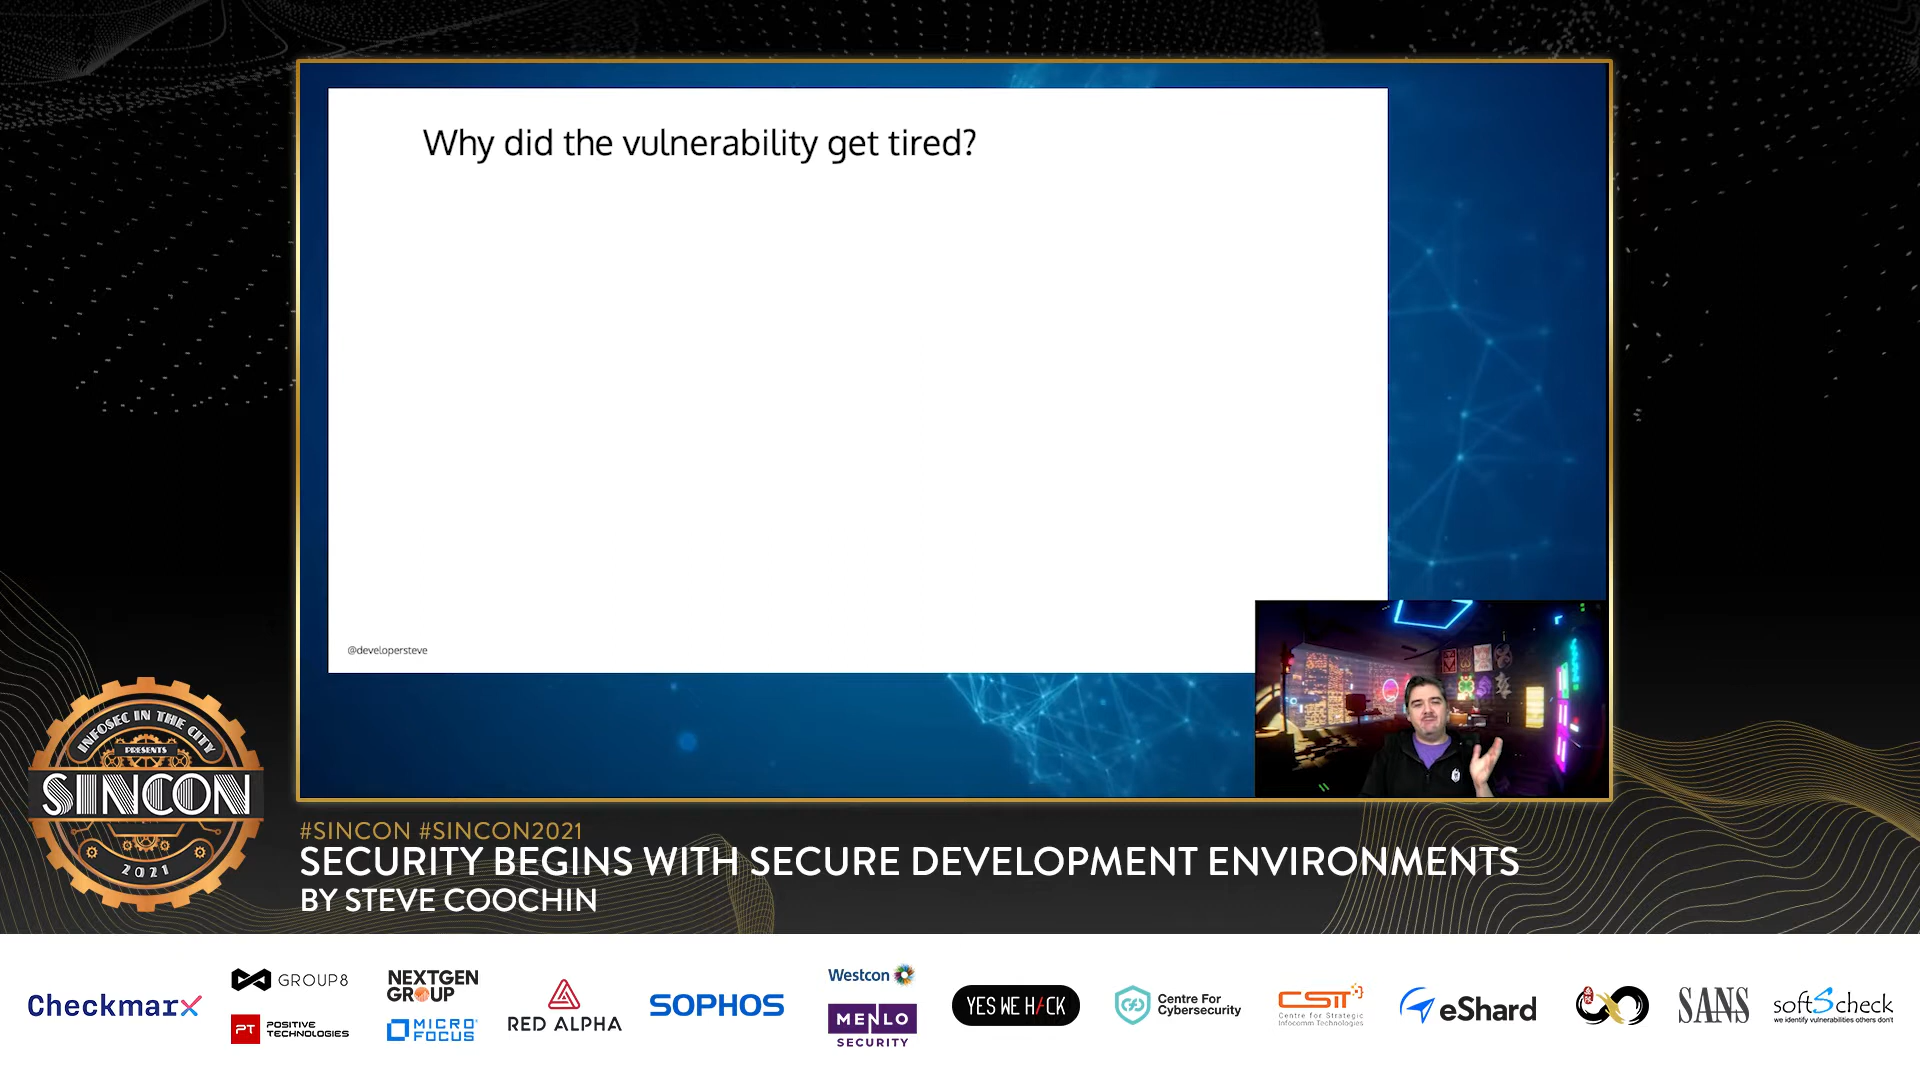 Why did the vulnerability get tired?
@developersteve
INFOSEC IN THE CITY
PRESENTS
SINCON
2021
#SINCON #SINCON2021
SECURITY BEGINS WITH SECURE DEVELOPMENT ENVIRONMENTS
BY STEVE COOCHIN
Checkmarx
GROUP8
PT POSITIVE TECHNOLOGIES
NEXTGEN
GROUP
MICRO
FOCUS
RED ALPHA
SOPHOS
Westcon
MENLO
SECURITY
YES WE H/CK
Centre For
Cybersecurity
CSIT
Centre for Strategic
Infocomm Technologies
eShard
SANS
softScheck
we identify vulnerabilities others don't